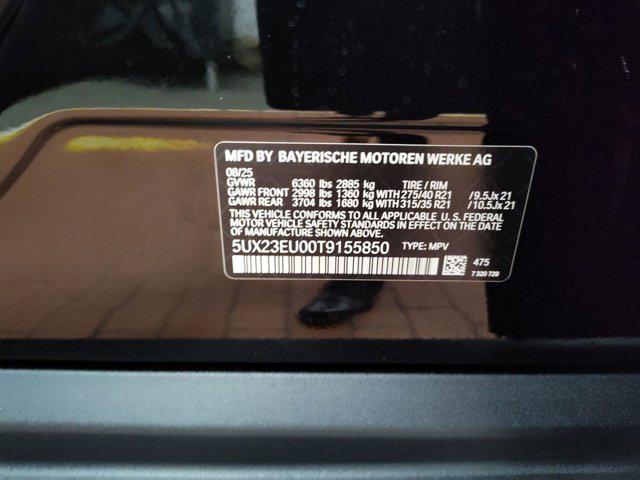 MFD BY BAYERISCHE MOTOREN WERKE AG
08/25
GVWR 6360 lbs 2885 kg TIRE / RIM
GAWR FRONT 2998 lbs 1360 kg WITH 275/40 R21 / 9.5Jx21
GAWR REAR 3704 lbs 1680 kg WITH 315/35 R21 / 10.5Jx21
THIS VEHICLE CONFORMS TO ALL APPLICABLE U. S. FEDERAL
MOTOR VEHICLE SAFETY STANDARDS IN EFFECT ON THE DATE
OF MANUFACTURE SHOWN ABOVE.
5UX23EU00T9155850 TYPE: MPV
475
7 320 729